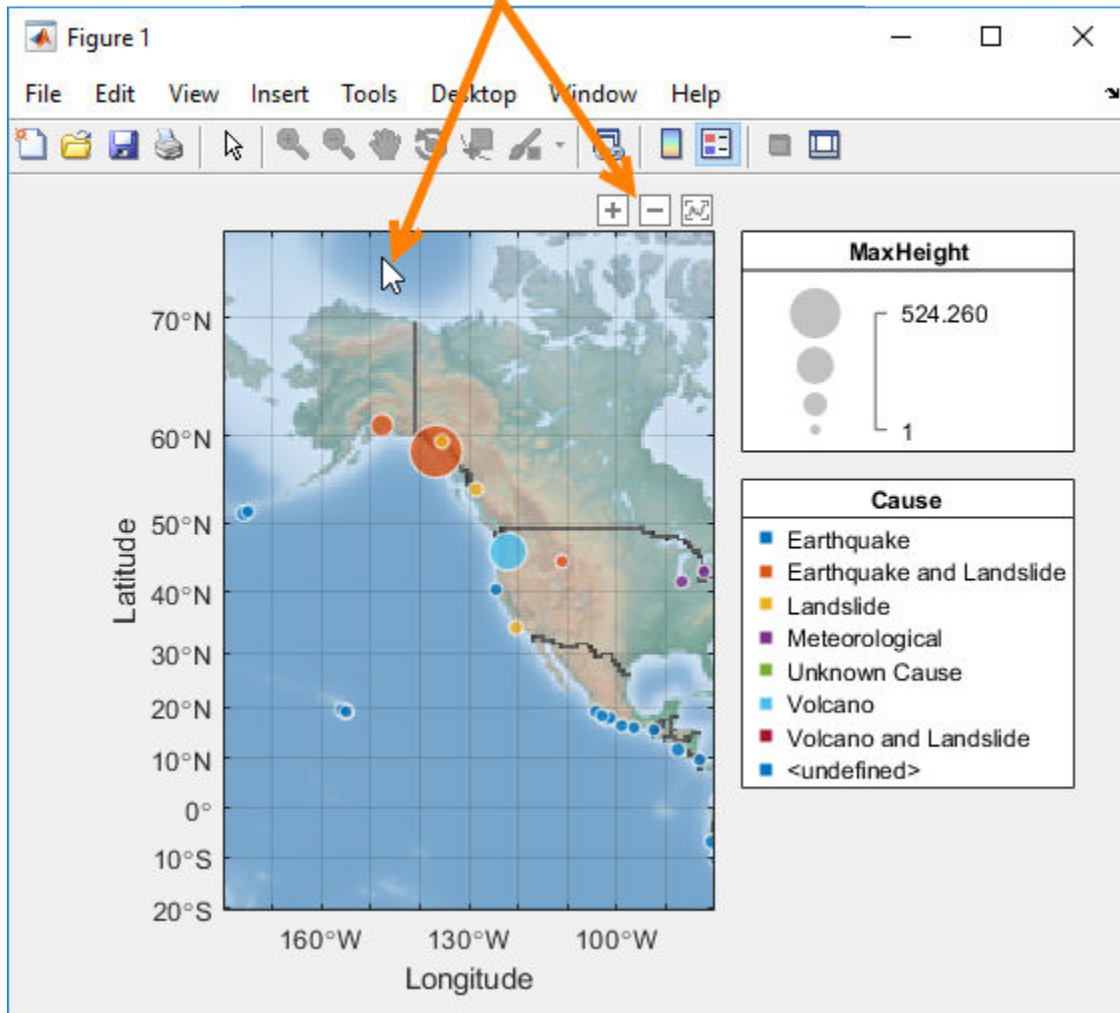 Figure 1
File Edit View Insert Tools Desktop Window Help
MaxHeight
524.260
1
Cause
Earthquake
Earthquake and Landslide
Landslide
Meteorological
Unknown Cause
Volcano
Volcano and Landslide
<undefined>
70°N
60°N
50°N
40°N
30°N
20°N
10°N
0°
10°S
20°S
Latitude
160°W 130°W 100°W
Longitude